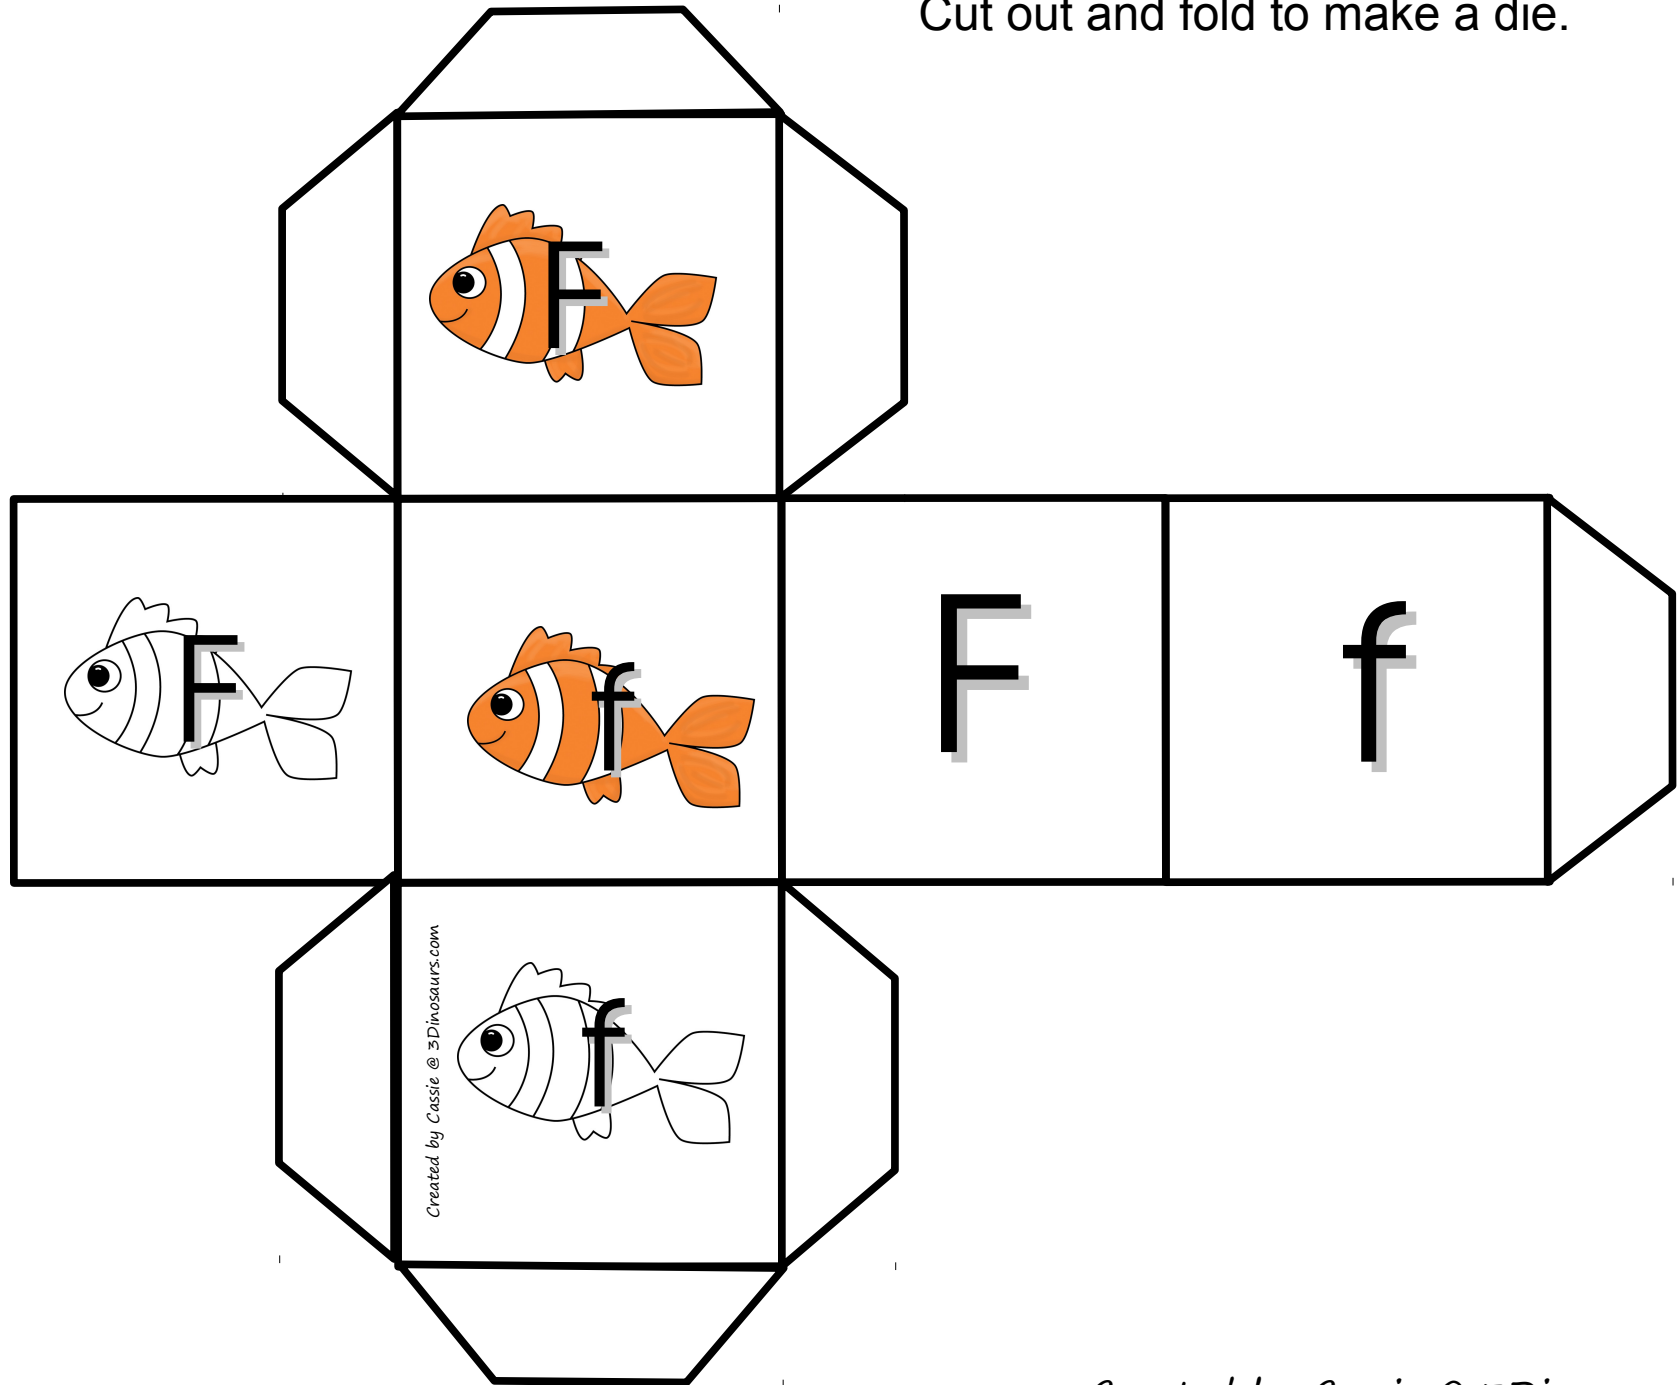 Cut out and fold to make a die.
F
F
f
F
f
f
Created by Cassie @ 3Dinosaurs.com